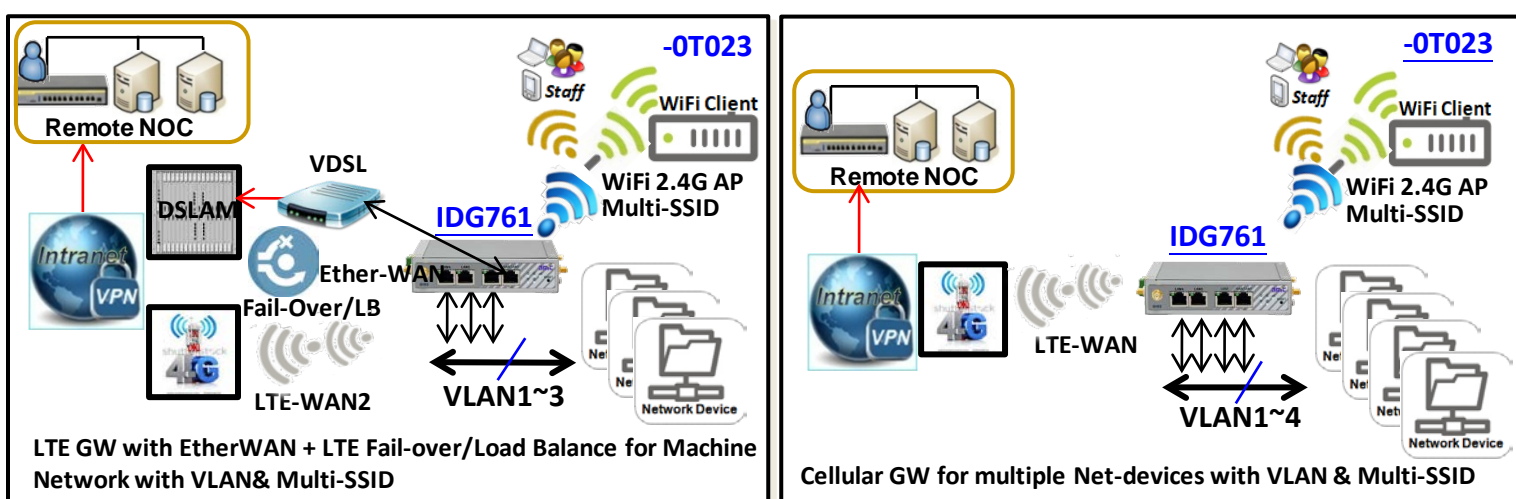 -0T023
Staff
WiFi Client
Remote NOC
VDSL
WiFi 2.4G AP
Multi-SSID
DSLAM
IDG761
Intranet
VPN
Ether-WAN
Fail-Over/LB
4G
LTE-WAN2
VLAN1~3
Net
Net
Network Device
LTE GW with EtherWAN + LTE Fail-over/Load Balance for Machine
Network with VLAN& Multi-SSID
-0T023
Staff
WiFi Client
Remote NOC
WiFi 2.4G AP
Multi-SSID
IDG761
Intranet
VPN
4G
LTE-WAN
VLAN1~4
Net
Net
Network Device
Cellular GW for multiple Net-devices with VLAN & Multi-SSID